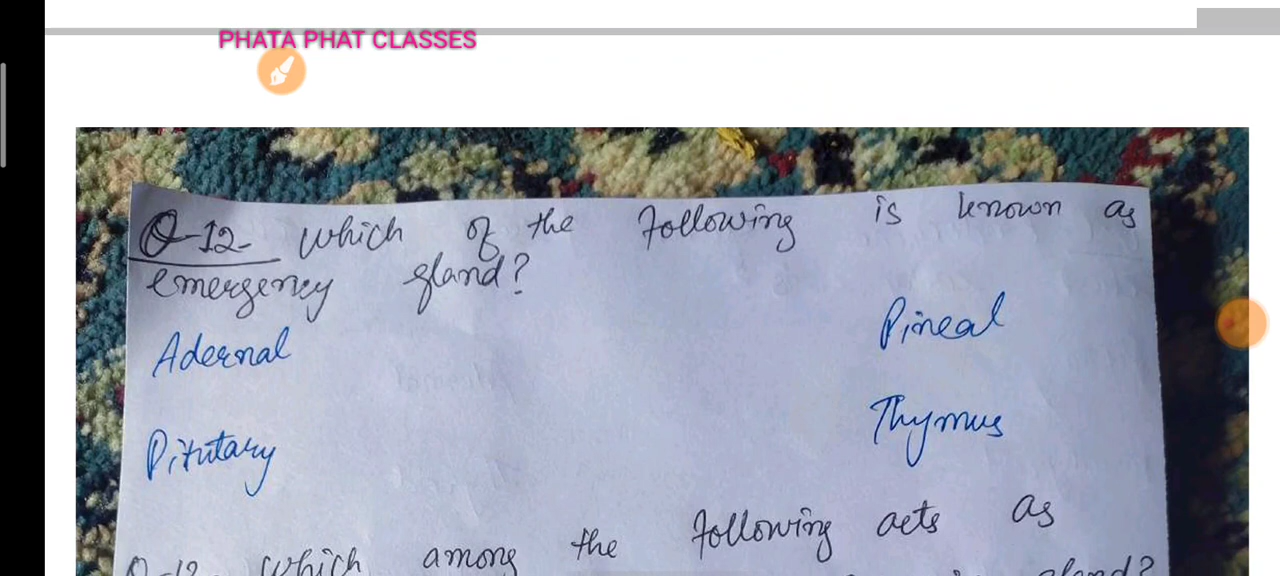 PHATA PHAT CLASSES
Q-12- Which of the following is known as
emergency gland?
Adernal Pineal
Pitutary Thymus
which among the following acts as
gland?